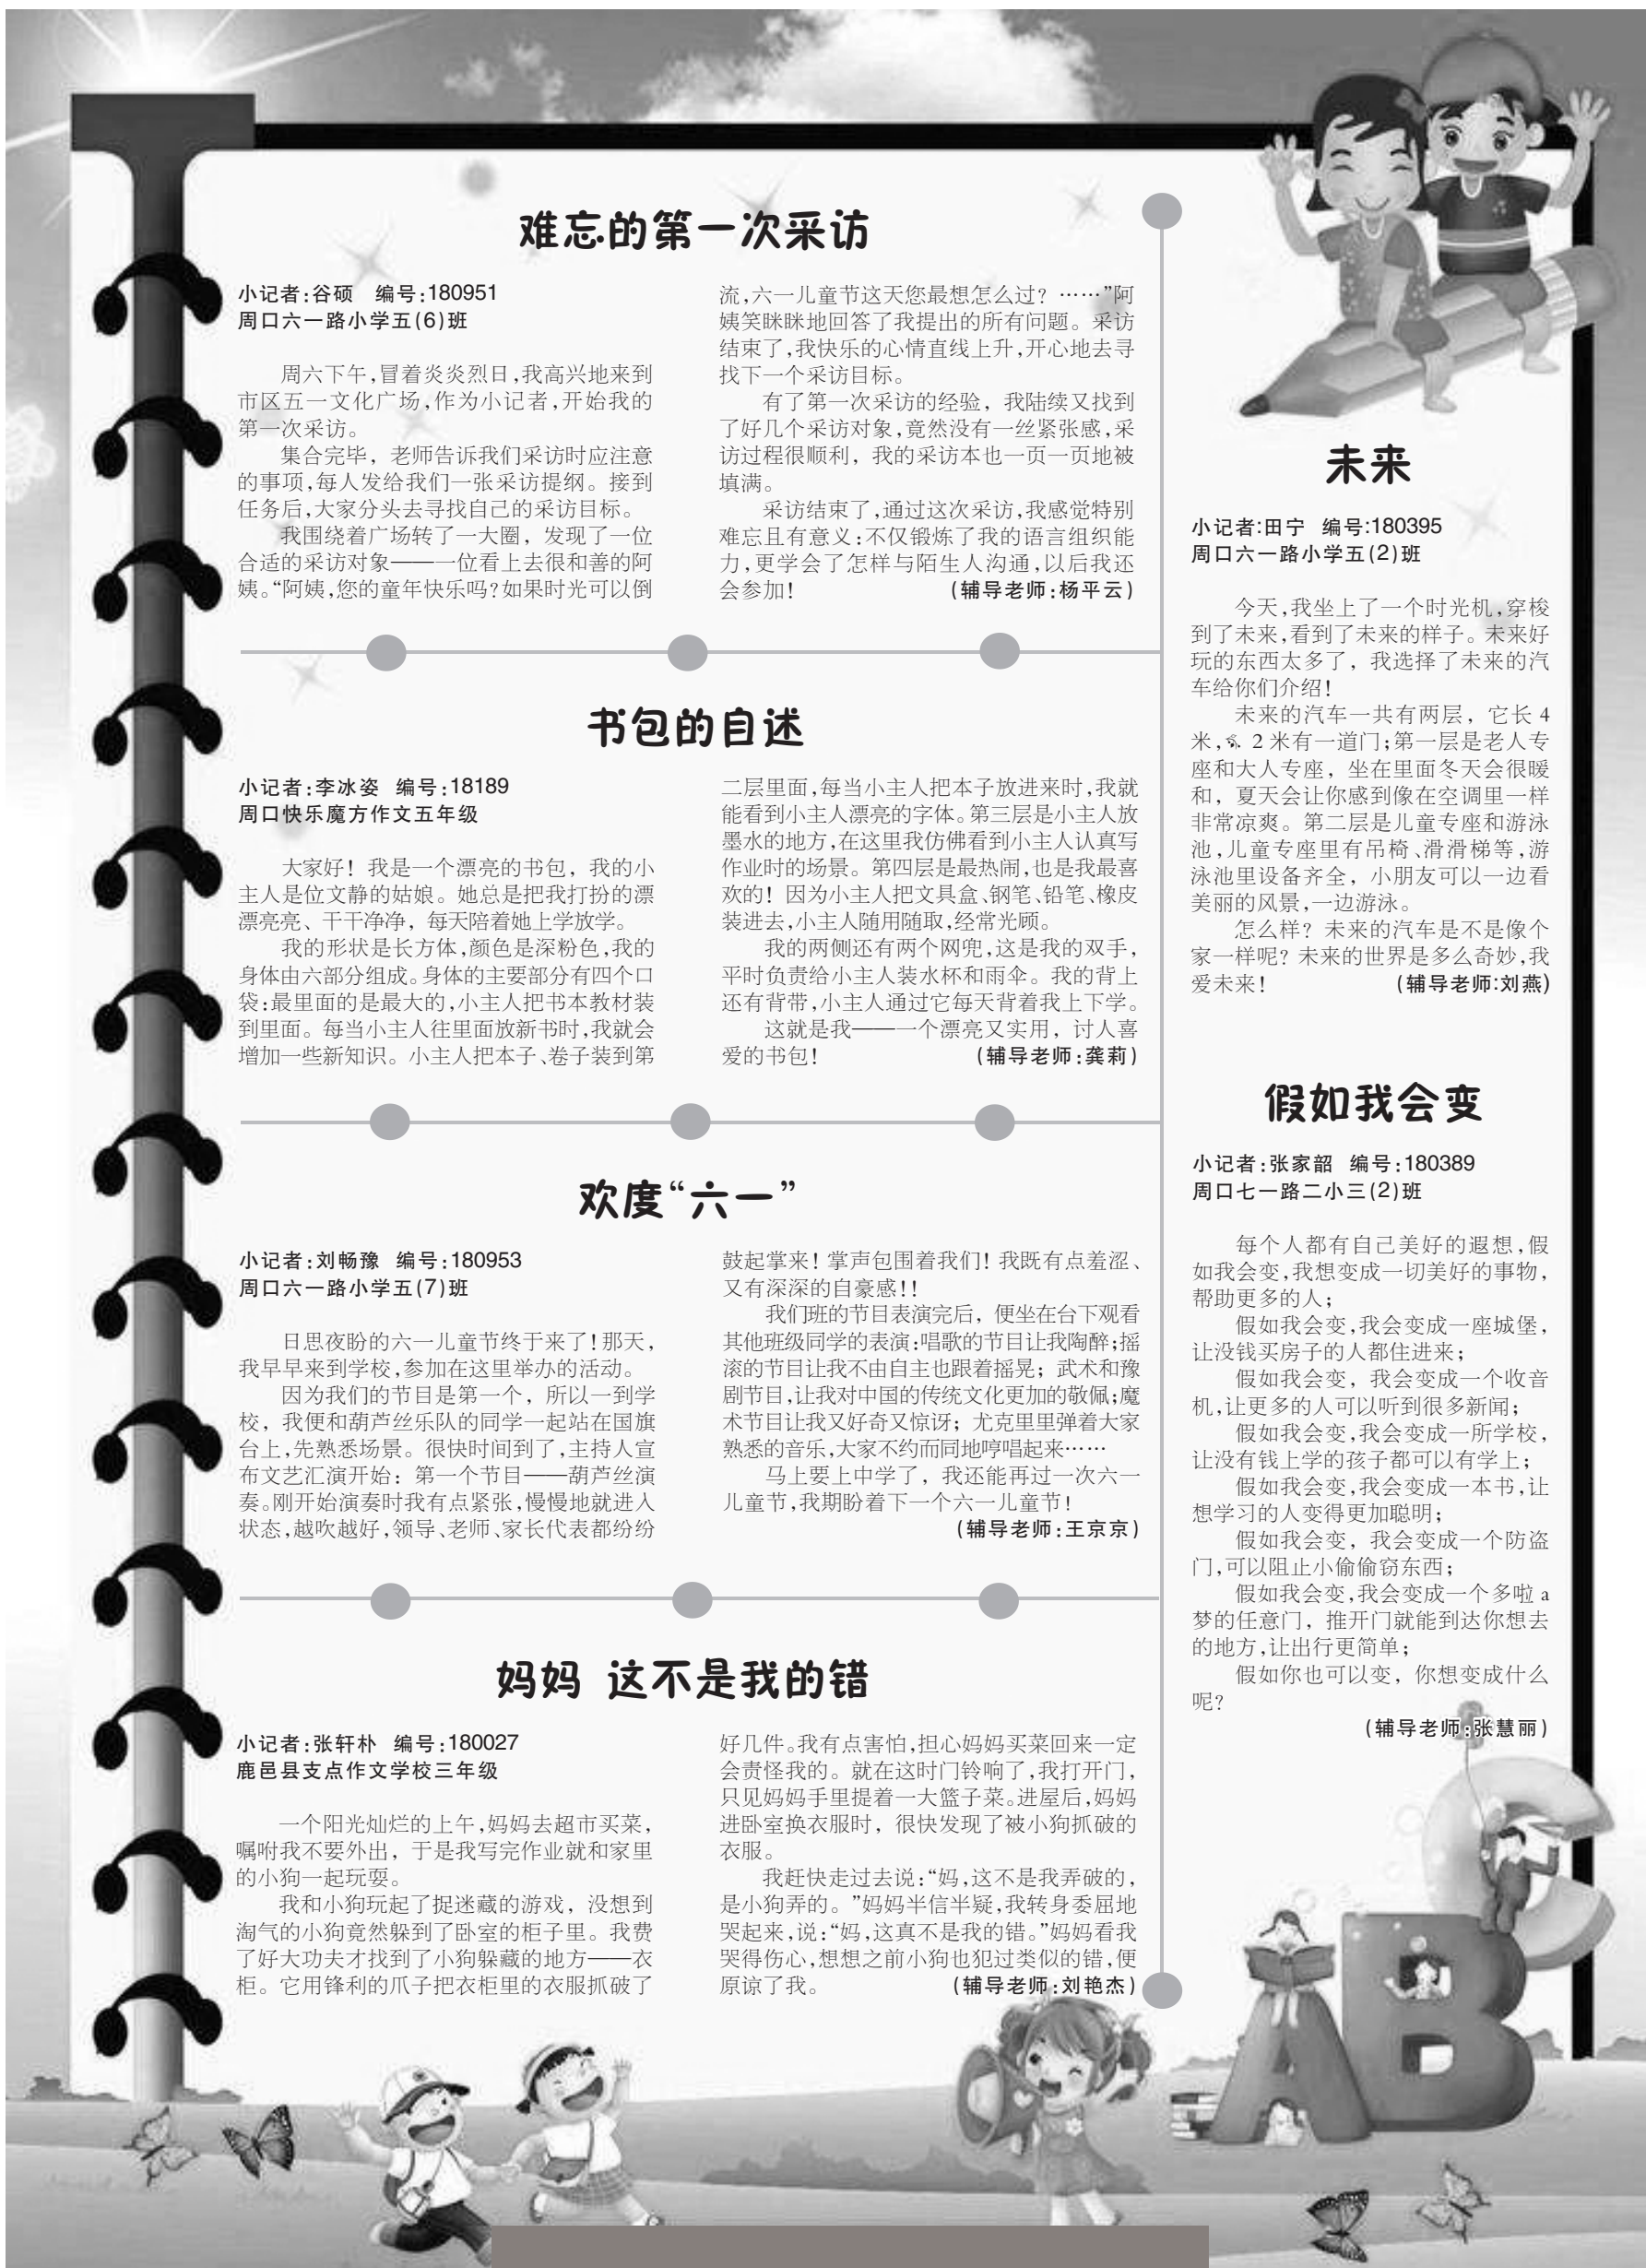 难忘的第一次采访
小记者:谷硕 编号:180951
周口六一路小学五(6)班
周六下午,冒着炎炎烈日,我高兴地来到
市区五一文化广场,作为小记者,开始我的
第一次采访。
集合完毕，老师告诉我们采访时应注意
的事项,每人发给我们一张采访提纲。接到
任务后,大家分头去寻找自己的采访目标。
我围绕着广场转了一大圈，发现了一位
合适的采访对象——一位看上去很和善的阿
姨。“阿姨,您的童年快乐吗?如果时光可以倒
流,六一儿童节这天您最想怎么过？……”阿
姨笑眯眯地回答了我提出的所有问题。采访
结束了,我快乐的心情直线上升,开心地去寻
找下一个采访目标。
有了第一次采访的经验，我陆续又找到
了好几个采访对象,竟然没有一丝紧张感,采
访过程很顺利，我的采访本也一页一页地被
填满。
采访结束了,通过这次采访,我感觉特别
难忘且有意义:不仅锻炼了我的语言组织能
力,更学会了怎样与陌生人沟通,以后我还
会参加! (辅导老师:杨平云)
书包的自述
小记者:李冰姿 编号:18189
周口快乐魔方作文五年级
大家好！我是一个漂亮的书包，我的小
主人是位文静的姑娘。她总是把我打扮的漂
漂亮亮、干干净净，每天陪着她上学放学。
我的形状是长方体,颜色是深粉色,我的
身体由六部分组成。身体的主要部分有四个口
袋:最里面的是最大的,小主人把书本教材装
到里面。每当小主人往里面放新书时,我就会
增加一些新知识。小主人把本子、卷子装到第
二层里面,每当小主人把本子放进来时,我就
能看到小主人漂亮的字体。第三层是小主人放
墨水的地方,在这里我仿佛看到小主人认真写
作业时的场景。第四层是最热闹,也是我最喜
欢的！因为小主人把文具盒、钢笔、铅笔、橡皮
装进去,小主人随用随取,经常光顾。
我的两侧还有两个网兜,这是我的双手,
平时负责给小主人装水杯和雨伞。我的背上
还有背带,小主人通过它每天背着我上下学。
这就是我——一个漂亮又实用，讨人喜
爱的书包! (辅导老师:龚莉)
欢度“六一”
小记者:刘畅豫 编号:180953
周口六一路小学五(7)班
日思夜盼的六一儿童节终于来了!那天,
我早早来到学校,参加在这里举办的活动。
因为我们的节目是第一个，所以一到学
校，我便和葫芦丝乐队的同学一起站在国旗
台上,先熟悉场景。很快时间到了,主持人宣
布文艺汇演开始：第一个节目——葫芦丝演
奏。刚开始演奏时我有点紧张,慢慢地就进入
状态,越吹越好,领导、老师、家长代表都纷纷
鼓起掌来！掌声包围着我们！我既有点羞涩、
又有深深的自豪感!!
我们班的节目表演完后，便坐在台下观看
其他班级同学的表演:唱歌的节目让我陶醉;摇
滚的节目让我不由自主也跟着摇晃；武术和豫
剧节目,让我对中国的传统文化更加的敬佩;魔
术节目让我又好奇又惊讶；尤克里里弹着大家
熟悉的音乐,大家不约而同地哼唱起来……
马上要上中学了，我还能再过一次六一
儿童节,我期盼着下一个六一儿童节!
(辅导老师:王京京)
妈妈 这不是我的错
小记者:张轩朴 编号:180027
鹿邑县支点作文学校三年级
一个阳光灿烂的上午,妈妈去超市买菜,
嘱咐我不要外出，于是我写完作业就和家里
的小狗一起玩耍。
我和小狗玩起了捉迷藏的游戏，没想到
淘气的小狗竟然躲到了卧室的柜子里。我费
了好大功夫才找到了小狗躲藏的地方——衣
柜。它用锋利的爪子把衣柜里的衣服抓破了
好几件。我有点害怕,担心妈妈买菜回来一定
会责怪我的。就在这时门铃响了,我打开门,
只见妈妈手里提着一大篮子菜。进屋后,妈妈
进卧室换衣服时，很快发现了被小狗抓破的
衣服。
我赶快走过去说:“妈,这不是我弄破的,
是小狗弄的。”妈妈半信半疑,我转身委屈地
哭起来,说:“妈,这真不是我的错。”妈妈看我
哭得伤心,想想之前小狗也犯过类似的错,便
原谅了我。 (辅导老师:刘艳杰)
未来
小记者:田宁 编号:180395
周口六一路小学五(2)班
今天,我坐上了一个时光机,穿梭
到了未来,看到了未来的样子。未来好
玩的东西太多了，我选择了未来的汽
车给你们介绍!
未来的汽车一共有两层，它长 4
米, 2 米有一道门;第一层是老人专
座和大人专座，坐在里面冬天会很暖
和，夏天会让你感到像在空调里一样
非常凉爽。第二层是儿童专座和游泳
池,儿童专座里有吊椅、滑滑梯等,游
泳池里设备齐全，小朋友可以一边看
美丽的风景,一边游泳。
怎么样？未来的汽车是不是像个
家一样呢？未来的世界是多么奇妙,我
爱未来! (辅导老师:刘燕)
假如我会变
小记者:张家韶 编号:180389
周口七一路二小三(2)班
每个人都有自己美好的遐想,假
如我会变,我想变成一切美好的事物,
帮助更多的人;
假如我会变,我会变成一座城堡,
让没钱买房子的人都住进来;
假如我会变，我会变成一个收音
机,让更多的人可以听到很多新闻;
假如我会变,我会变成一所学校,
让没有钱上学的孩子都可以有学上;
假如我会变,我会变成一本书,让
想学习的人变得更加聪明;
假如我会变，我会变成一个防盗
门,可以阻止小偷偷窃东西;
假如我会变,我会变成一个多啦 a
梦的任意门，推开门就能到达你想去
的地方,让出行更简单;
假如你也可以变，你想变成什么
呢?
(辅导老师:张慧丽)
A
B
C